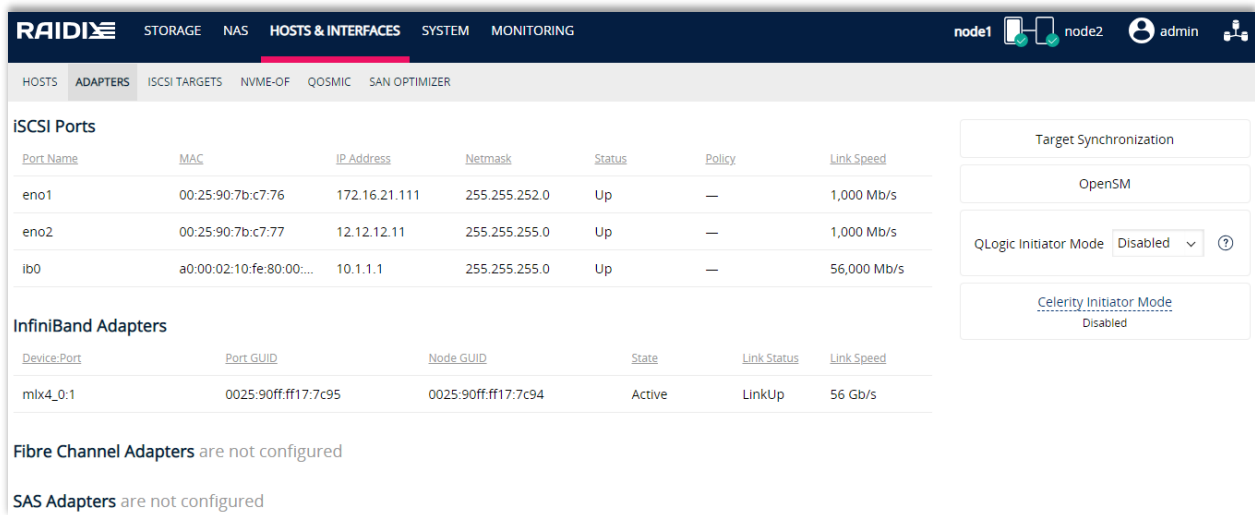 RAIDIX STORAGE NAS HOSTS & INTERFACES SYSTEM MONITORING node1 node2 admin
HOSTS ADAPTERS ISCSI TARGETS NVME-OF QOSMIC SAN OPTIMIZER
iSCSI Ports
Port Name MAC IP Address Netmask Status Policy Link Speed
eno1 00:25:90:7b:c7:76 172.16.21.111 255.255.252.0 Up — 1,000 Mb/s
eno2 00:25:90:7b:c7:77 12.12.12.11 255.255.255.0 Up — 1,000 Mb/s
ib0 a0:00:02:10:fe:80:00:... 10.1.1.1 255.255.255.0 Up — 56,000 Mb/s
InfiniBand Adapters
Device:Port Port GUID Node GUID State Link Status Link Speed
mlx4_0:1 0025:90ff:ff17:7c95 0025:90ff:ff17:7c94 Active LinkUp 56 Gb/s
Fibre Channel Adapters are not configured
SAS Adapters are not configured
Target Synchronization
OpenSM
QLogic Initiator Mode Disabled ?
Celerity Initiator Mode
Disabled